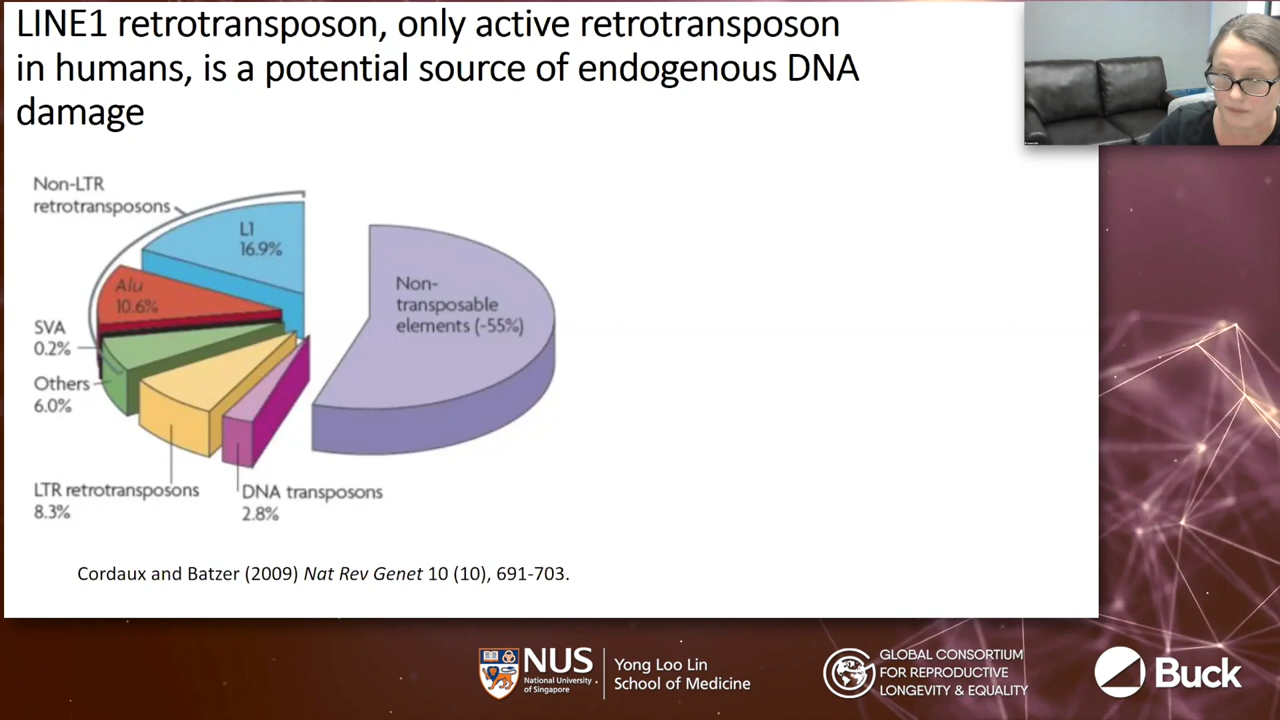 LINE1 retrotransposon, only active retrotransposon
in humans, is a potential source of endogenous DNA
damage
Non-LTR
retrotransposons
L1
16.9%
Alu
10.6%
SVA
0.2%
Others
6.0%
LTR retrotransposons
8.3%
DNA transposons
2.8%
Non-
transposable
elements (~55%)
Cordaux and Batzer (2009) Nat Rev Genet 10 (10), 691-703.
NUS
National University
of Singapore
Yong Loo Lin
School of Medicine
GLOBAL CONSORTIUM
FOR REPRODUCTIVE
LONGEVITY & EQUALITY
Buck